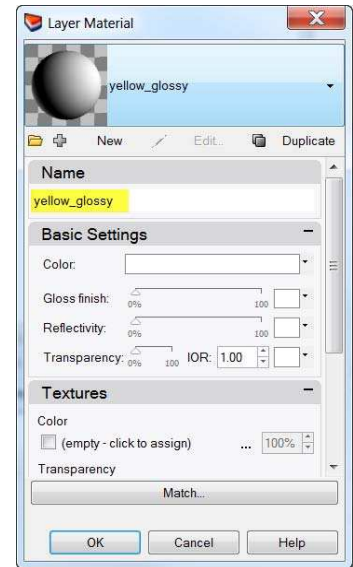 Layer Material
yellow_glossy
New Edit... Duplicate
Name
yellow_glossy
Basic Settings
Color:
Gloss finish: 0% 100
Reflectivity: 0% 100
Transparency: 0% 100 IOR: 1.00
Textures
Color
(empty - click to assign) ... 100%
Transparency
Match...
OK Cancel Help